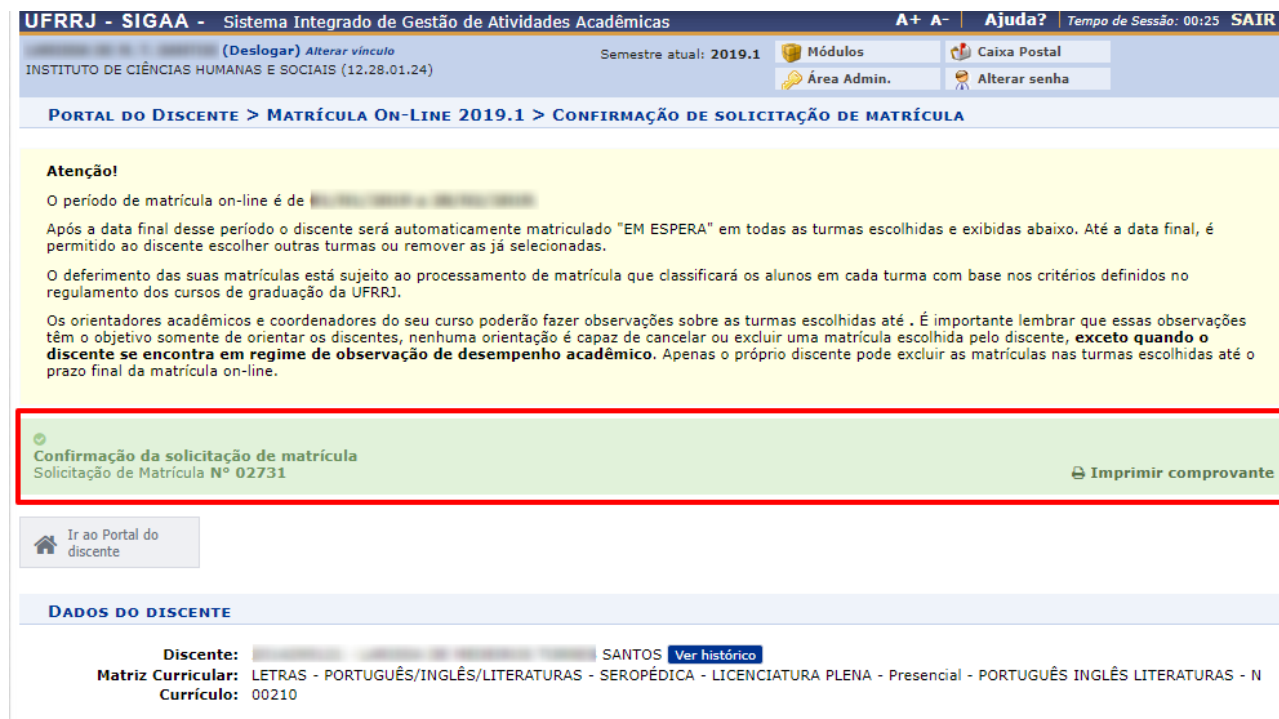 UFRRJ - SIGAA - Sistema Integrado de Gestão de Atividades Acadêmicas A+ A- | Ajuda? | Tempo de Sessão: 00:25 SAIR
(Deslogar) Alterar vínculo Semestre atual: 2019.1 Módulos Caixa Postal
INSTITUTO DE CIÊNCIAS HUMANAS E SOCIAIS (12.28.01.24)
Área Admin. Alterar senha
PORTAL DO DISCENTE > MATRÍCULA ON-LINE 2019.1 > CONFIRMAÇÃO DE SOLICITAÇÃO DE MATRÍCULA
Atenção!
O período de matrícula on-line é de
Após a data final desse período o discente será automaticamente matriculado "EM ESPERA" em todas as turmas escolhidas e exibidas abaixo. Até a data final, é
permitido ao discente escolher outras turmas ou remover as já selecionadas.
O deferimento das suas matrículas está sujeito ao processamento de matrícula que classificará os alunos em cada turma com base nos critérios definidos no
regulamento dos cursos de graduação da UFRRJ.
Os orientadores acadêmicos e coordenadores do seu curso poderão fazer observações sobre as turmas escolhidas até . É importante lembrar que essas observações
têm o objetivo somente de orientar os discentes, nenhuma orientação é capaz de cancelar ou excluir uma matrícula escolhida pelo discente, exceto quando o
discente se encontra em regime de observação de desempenho acadêmico. Apenas o próprio discente pode excluir as matrículas nas turmas escolhidas até o
prazo final da matrícula on-line.
Confirmação da solicitação de matrícula
Solicitação de Matrícula N° 02731 Imprimir comprovante
Ir ao Portal do
discente
DADOS DO DISCENTE
Discente: SANTOS Ver histórico
Matriz Curricular: LETRAS - PORTUGUÊS/INGLÊS/LITERATURAS - SEROPÉDICA - LICENCIATURA PLENA - Presencial - PORTUGUÊS INGLÊS LITERATURAS - N
Currículo: 00210